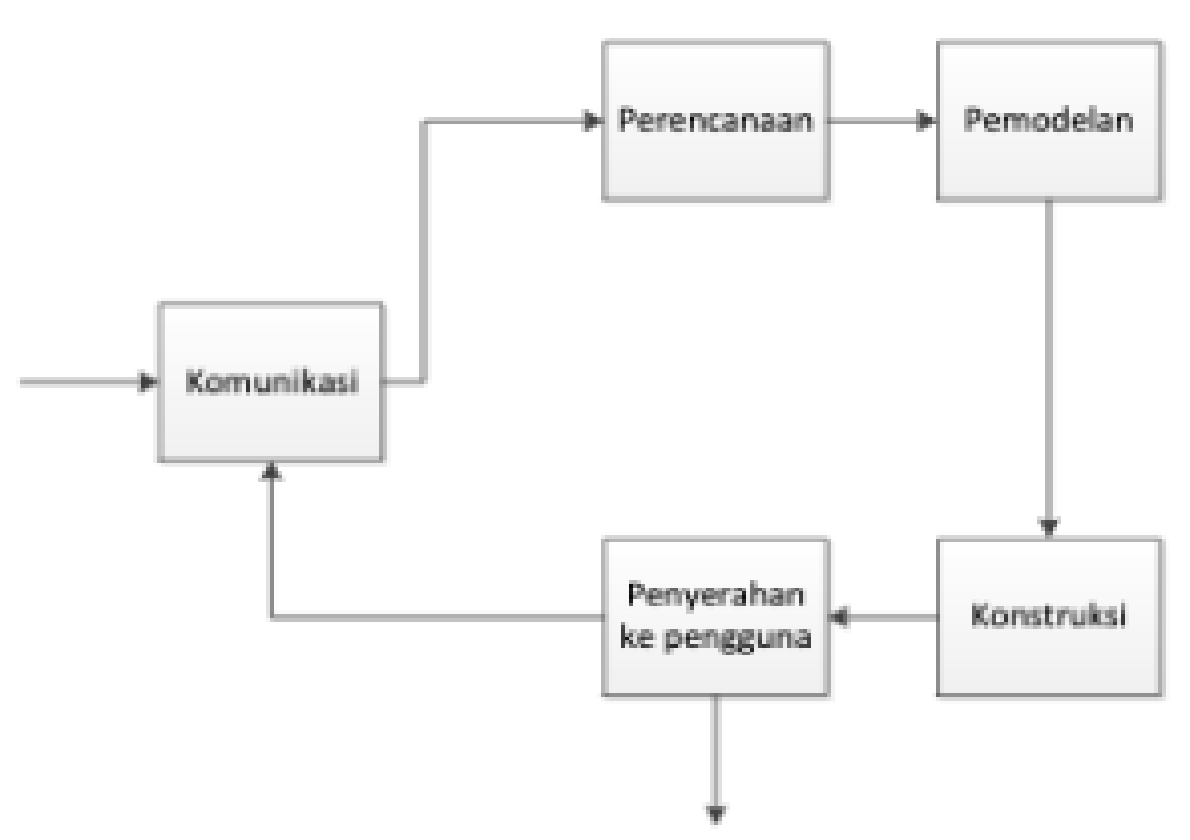 Perencanaan
Pemodelan
Komunikasi
Penyerahan
ke pengguna
Konstruksi